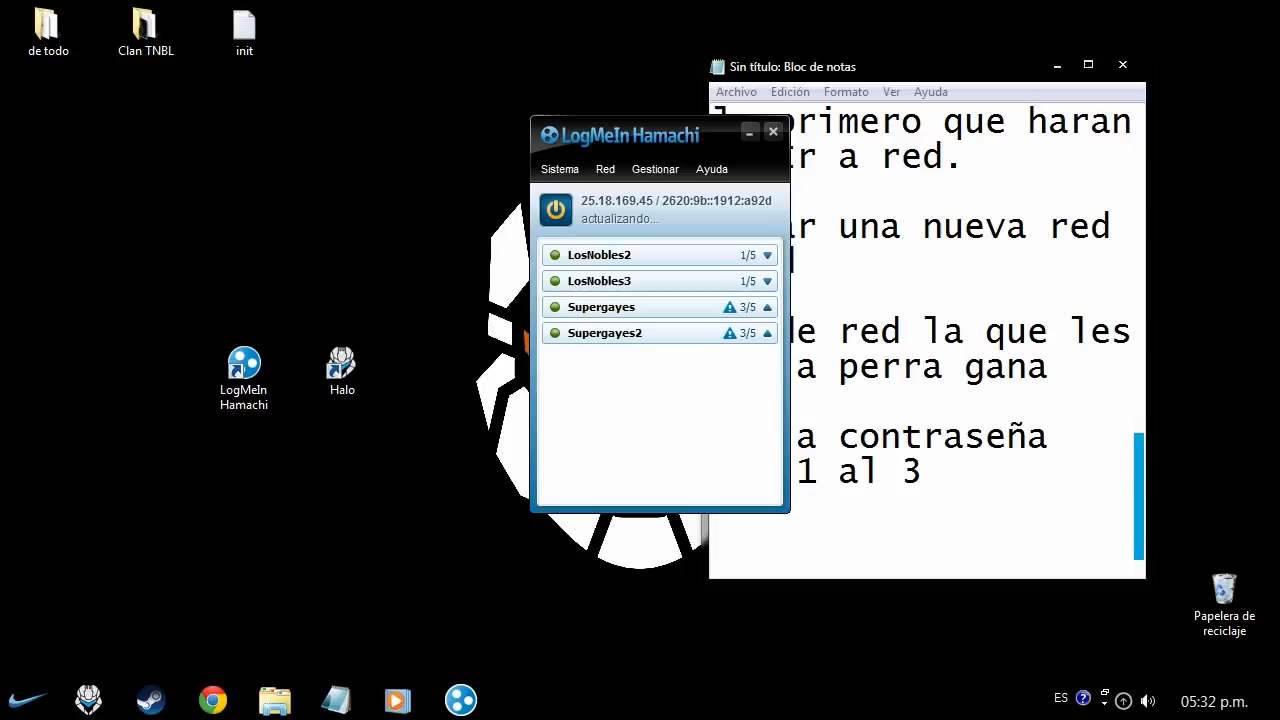 de todo
Clan TNBL
init
Sin título: Bloc de notas
Archivo Edición Formato Ver Ayuda
primero que haran
ir a red.
una nueva red
de red la que les
a perra gana
a contraseña
1 al 3
LogMeIn Hamachi
Sistema Red Gestionar Ayuda
25.18.169.45 / 2620:9b::1912:a92d
actualizando...
LosNobles2 1/5
LosNobles3 1/5
Supergayes 3/5
Supergayes2 3/5
LogMeIn
Hamachi
Halo
Papelera de
reciclaje
ES
05:32 p.m.